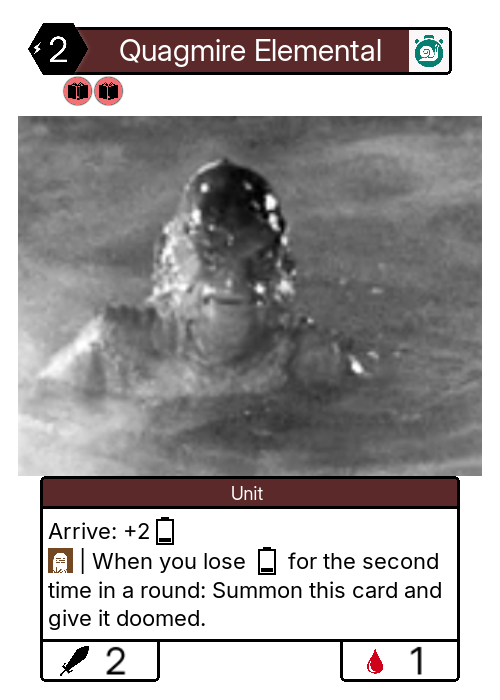 2 Quagmire Elemental
Unit
Arrive: +2
| When you lose for the second
time in a round: Summon this card and
give it doomed.
2 1